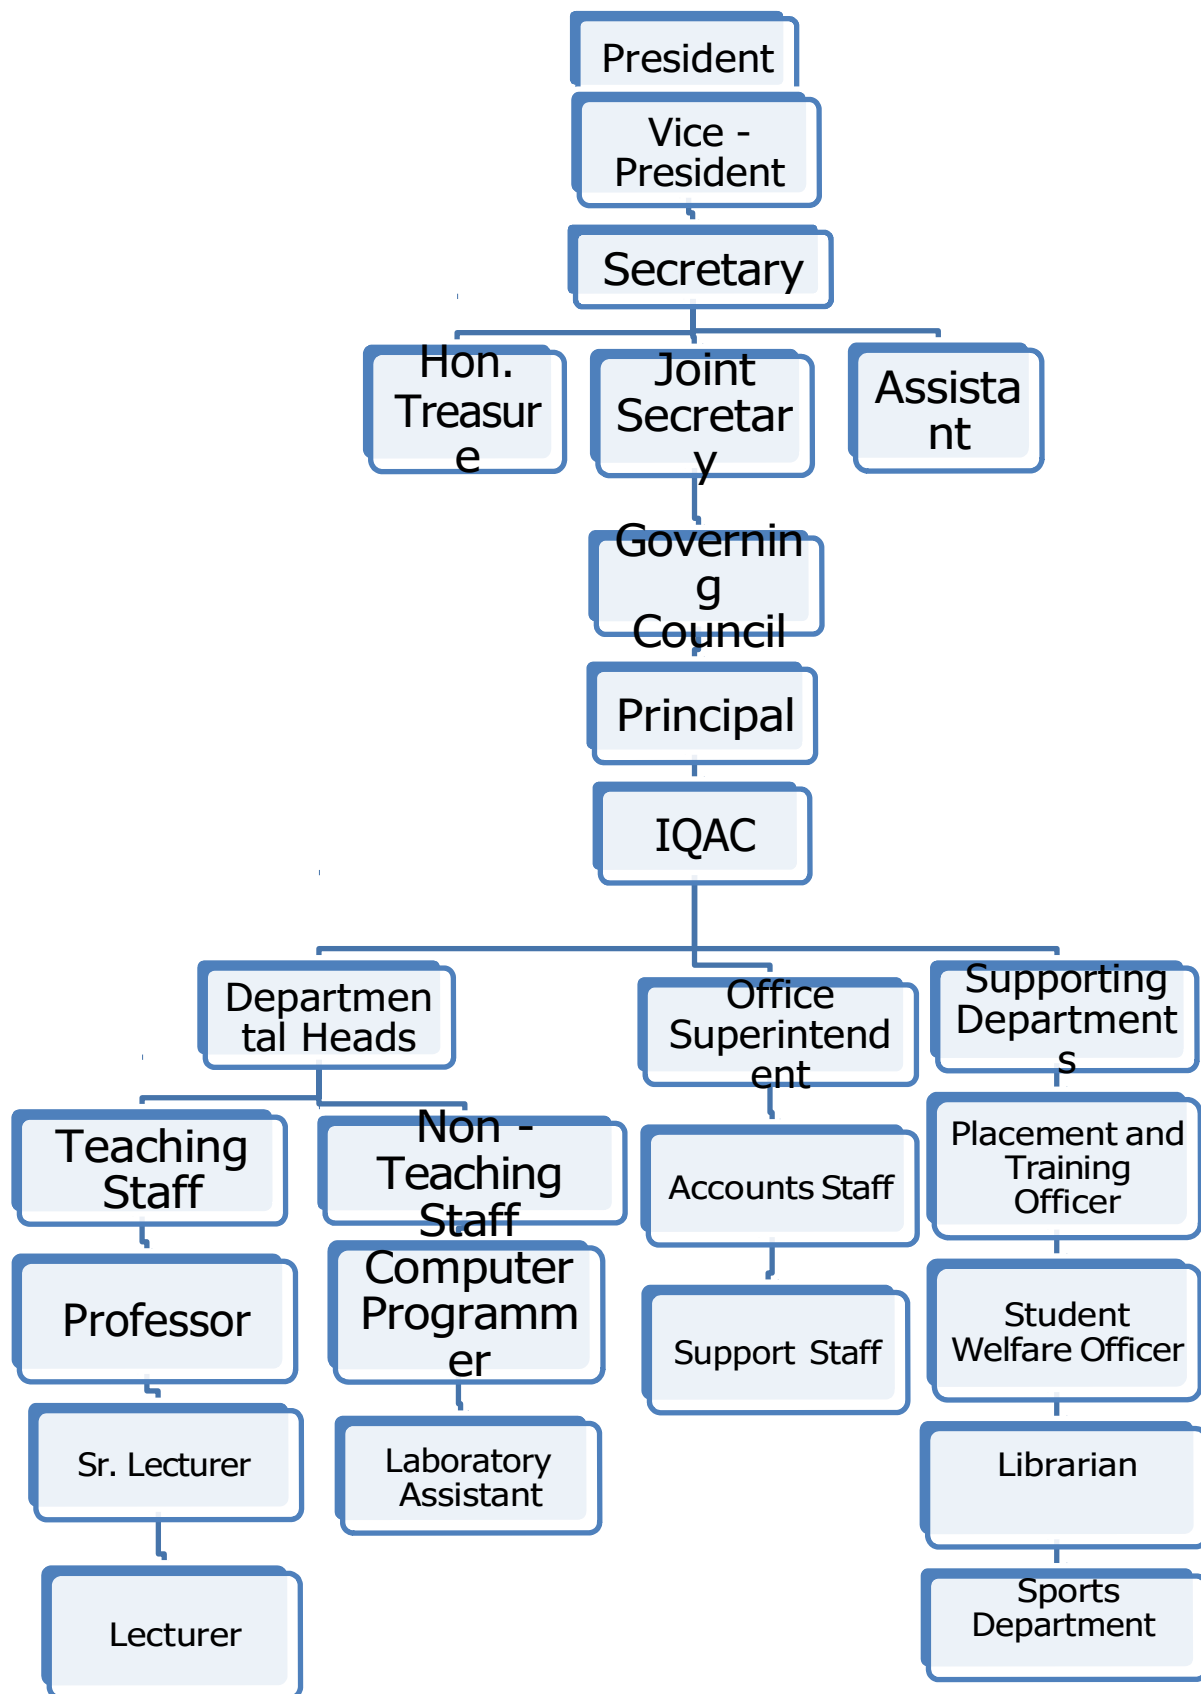 President
Vice -
President
Secretary
Hon.
Treasur
e
Joint
Secretar
y
Assista
nt
Governin
g
Council
Principal
IQAC
Departmen
tal Heads
Office
Superintend
ent
Supporting
Department
s
Teaching
Staff
Non -
Teaching
Staff
Accounts Staff
Placement and
Training
Officer
Professor
Computer
Programm
er
Support Staff
Student
Welfare Officer
Sr. Lecturer
Laboratory
Assistant
Librarian
Lecturer
Sports
Department